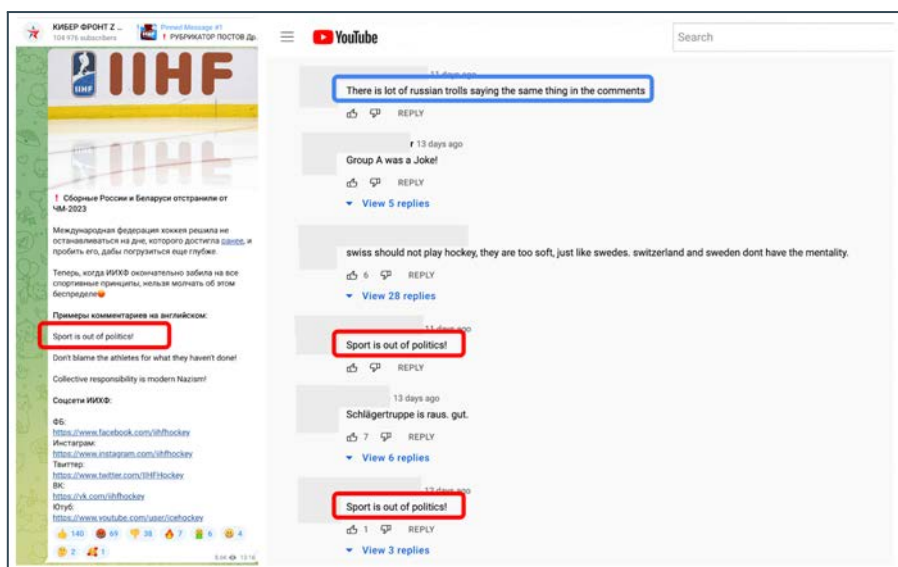 КИБЕР ФРОНТ Z ...
104 976 subscribers
Pinned Message #1
! РУБРИКАТОР ПОСТОВ Др.
IIHF
IIHF
! Сборные России и Беларуси отстранили от
ЧМ-2023
Международная федерация хоккея решила не
останавливаться на дне, которого достигла ранее, и
пробить его, дабы погрузиться еще глубже.
Теперь, когда ИИХФ окончательно забила на все
спортивные принципы, нельзя молчать об этом
беспределе
Примеры комментариев на английском:
Sport is out of politics!
Don't blame the athletes for what they haven't done!
Collective responsibility is modern Nazism!
Соцсети ИИХФ:
ФБ:
https://www.facebook.com/iihfhockey
Инстаграм:
https://www.instagram.com/iihfhockey
Твиттер:
https://www.twitter.com/IIHFHockey
ВК:
https://vk.com/iihfhockey
Ютуб:
https://www.youtube.com/user/icehockey
140 69 38 7 6 4
2 1
13:16
YouTube
Search
11 days ago
There is lot of russian trolls saying the same thing in the comments
REPLY
r 13 days ago
Group A was a Joke!
REPLY
View 5 replies
swiss should not play hockey, they are too soft, just like swedes. switzerland and sweden dont have the mentality.
6 REPLY
View 28 replies
11 days ago
Sport is out of politics!
REPLY
13 days ago
Schlägertruppe is raus. gut.
7 REPLY
View 6 replies
13 days ago
Sport is out of politics!
1 REPLY
View 3 replies